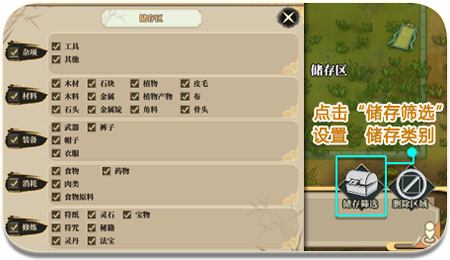 储存区
杂项
工具
其他
材料
木材 石块 植物 皮毛
木料 金属 植物产物 布
石头 金属锭 角料 骨头
装备
武器 裤子
帽子
衣服
消耗
食物 药物
肉类
食物原料
修炼
符纸 灵石 宝物
符咒 秘籍
灵丹 法宝
储存区
点击“储存筛选”
设置 储存类别
储存筛选 删除区域